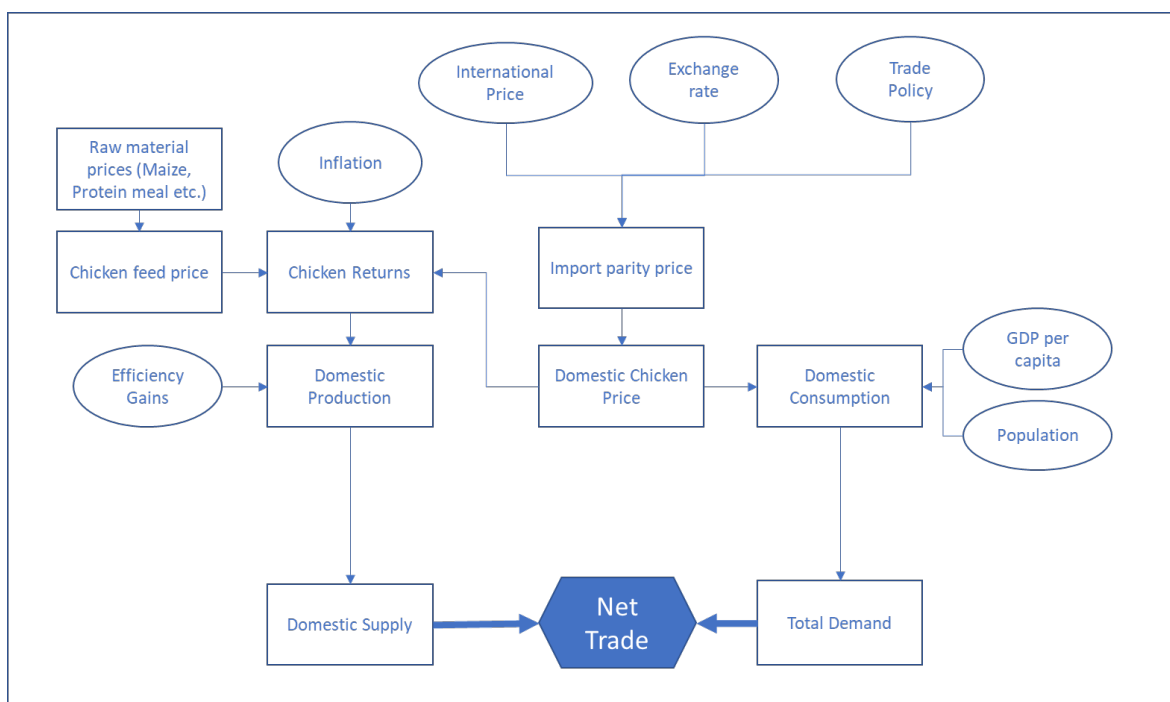 International
Price
Exchange
rate
Trade
Policy
Raw material
prices (Maize,
Protein meal etc.)
Inflation
Chicken feed price
Chicken Returns
Import parity price
GDP per
capita
Efficiency
Gains
Domestic
Production
Domestic Chicken
Price
Domestic
Consumption
Population
Domestic Supply
Net
Trade
Total Demand